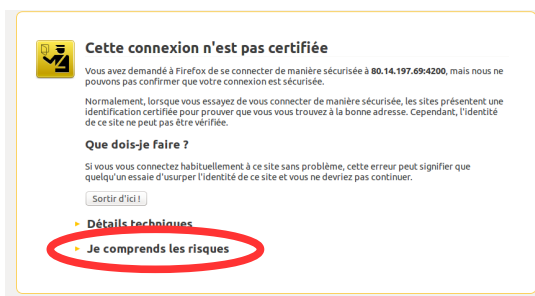 Cette connexion n'est pas certifiée
Vous avez demandé à Firefox de se connecter de manière sécurisée à 80.14.197.69:4200, mais nous ne
pouvons pas confirmer que votre connexion est sécurisée.
Normalement, lorsque vous essayez de vous connecter de manière sécurisée, les sites présentent une
identification certifiée pour prouver que vous vous trouvez à la bonne adresse. Cependant, l'identité
de ce site ne peut pas être vérifiée.
Que dois-je faire ?
Si vous vous connectez habituellement à ce site sans problème, cette erreur peut signifier que
quelqu'un essaie d'usurper l'identité de ce site et vous ne devriez pas continuer.
Sortir d'ici !
Détails techniques
Je comprends les risques